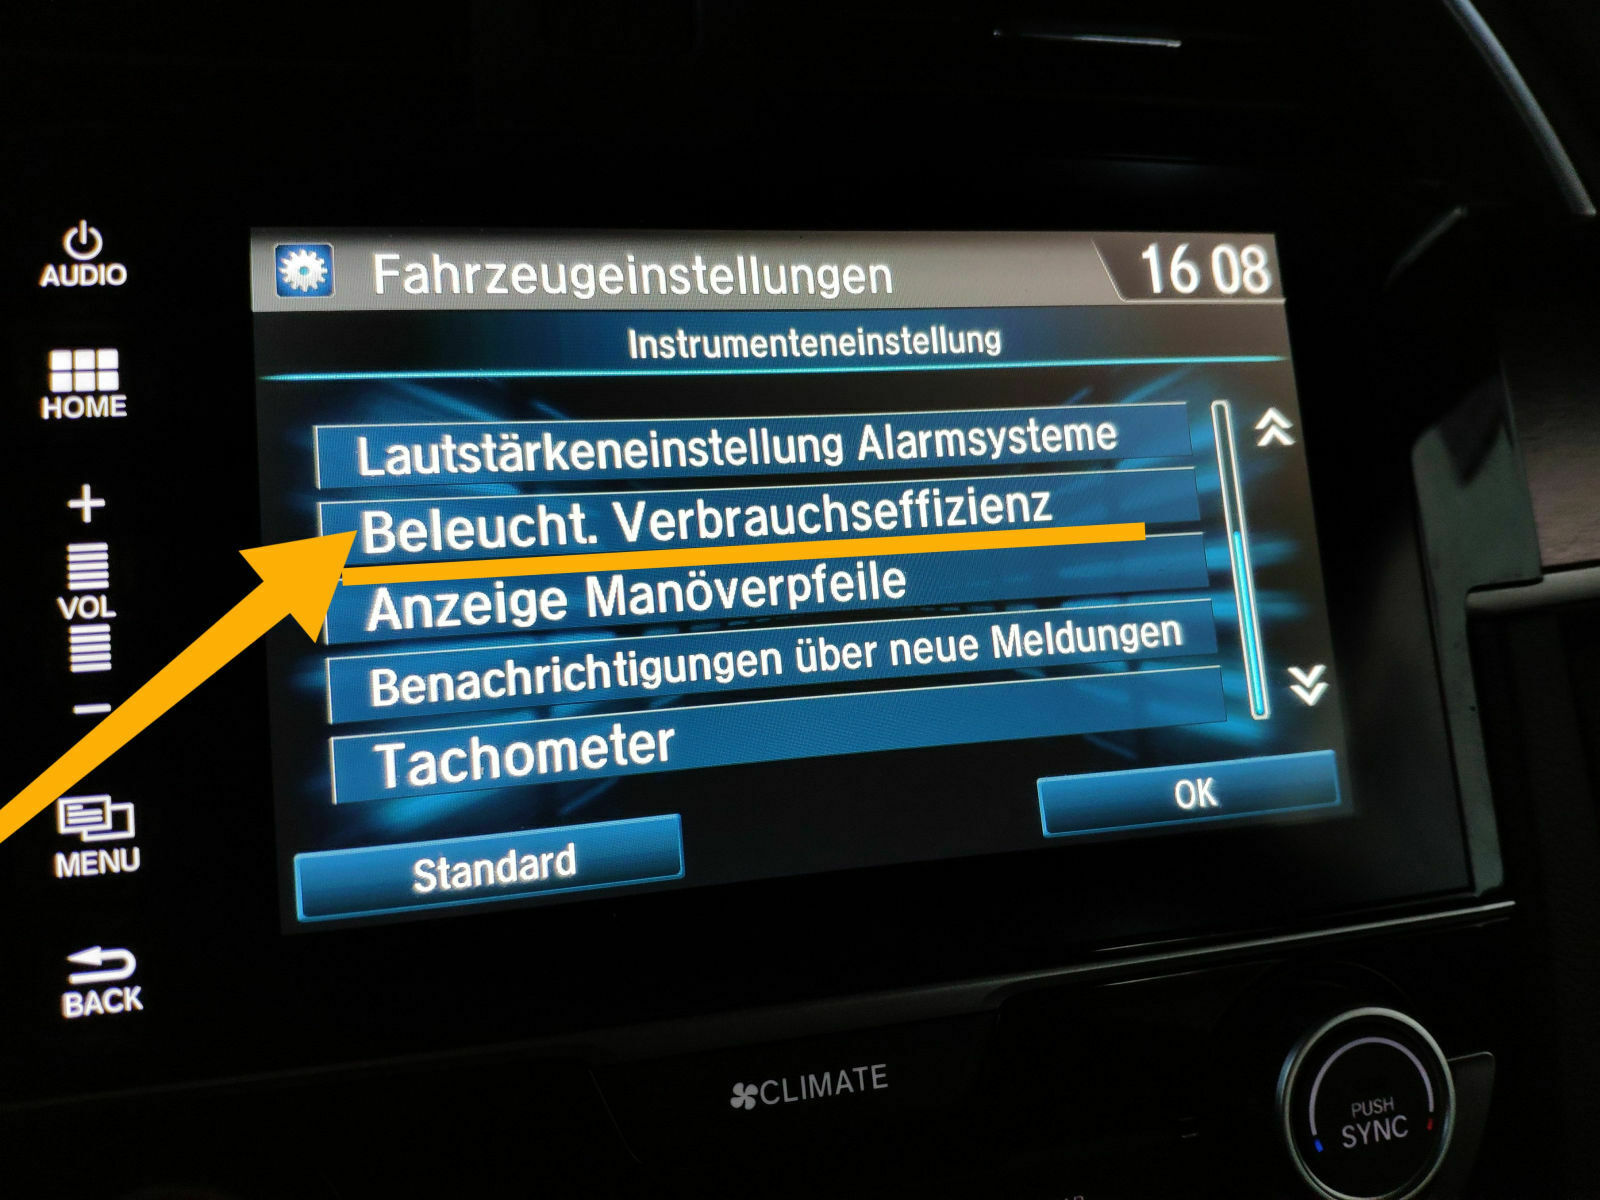 AUDIO
HOME
+
VOL
-
MENU
BACK
Fahrzeugeinstellungen
16 08
Instrumenteneinstellung
Lautstärkeneinstellung Alarmsysteme
Beleucht. Verbrauchseffizienz
Anzeige Manöverpfeile
Benachrichtigungen über neue Meldungen
Tachometer
Standard
OK
CLIMATE
PUSH
SYNC